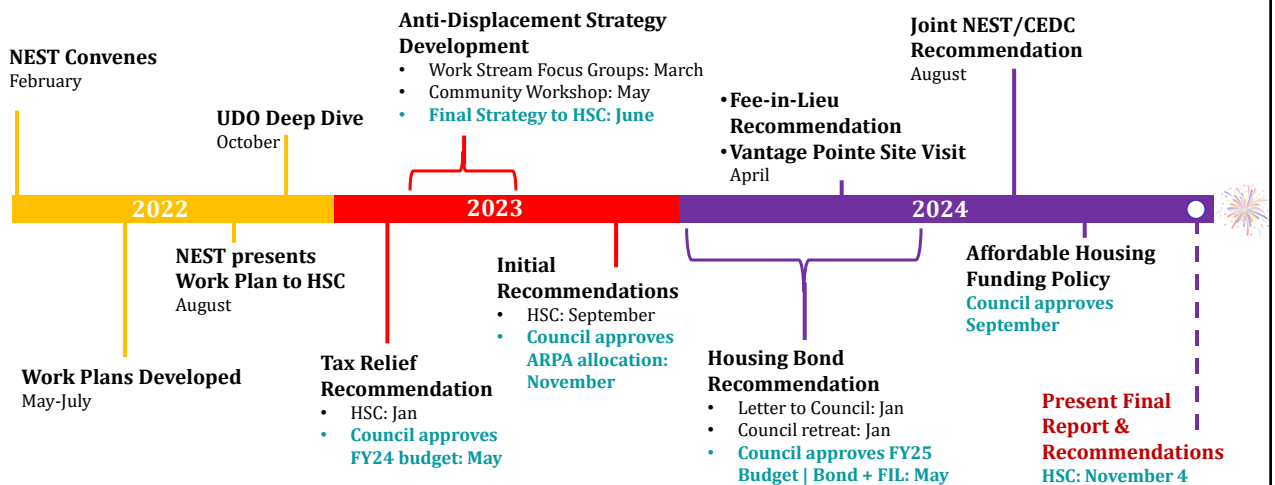 NEST Convenes
February
UDO Deep Dive
October
Anti-Displacement Strategy
Development
• Work Stream Focus Groups: March
• Community Workshop: May
• Final Strategy to HSC: June
•Fee-in-Lieu
Recommendation
•Vantage Pointe Site Visit
April
Joint NEST/CEDC
Recommendation
August
2022
2023
2024
Work Plans Developed
May-July
NEST presents
Work Plan to HSC
August
Tax Relief
Recommendation
• HSC: Jan
• Council approves
FY24 budget: May
Initial
Recommendations
• HSC: September
• Council approves
ARPA allocation:
November
Housing Bond
Recommendation
• Letter to Council: Jan
• Council retreat: Jan
• Council approves FY25
Budget | Bond + FIL: May
Affordable Housing
Funding Policy
Council approves
September
Present Final
Report &
Recommendations
HSC: November 4